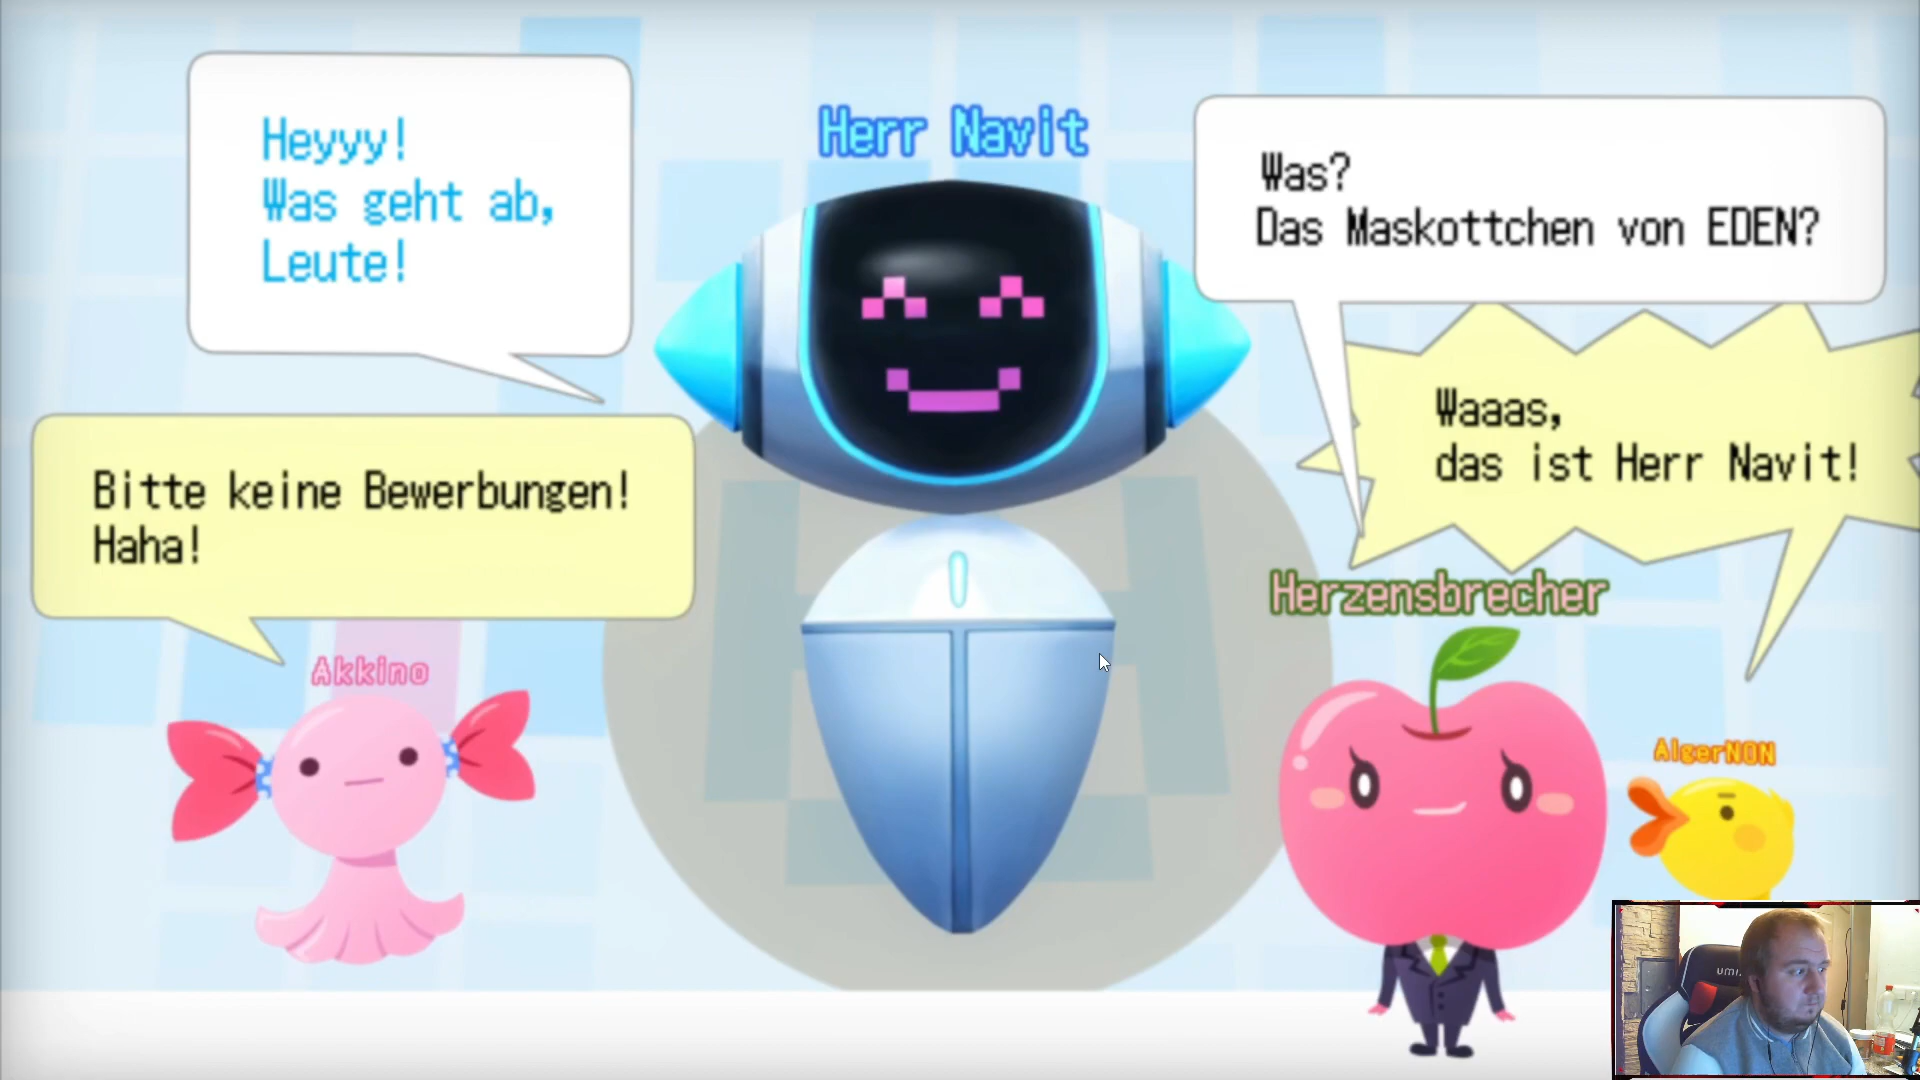 Heyyy!
Was geht ab,
Leute!
Herr Navit
Was?
Das Maskottchen von EDEN?
Waaas,
das ist Herr Navit!
Bitte keine Bewerbungen!
Haha!
Herzensbrecher
Akkino
AlgerNON